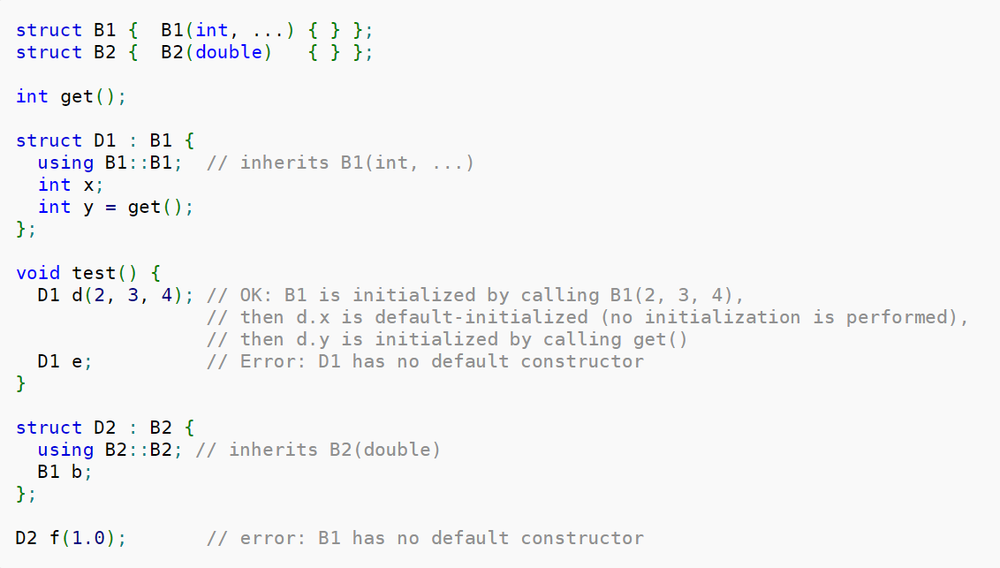 struct B1 {  B1(int, ...) { } };
struct B2 {  B2(double)   { } };
int get();
struct D1 : B1 {
  using B1::B1;  // inherits B1(int, ...)
  int x;
  int y = get();
};
void test() {
  D1 d(2, 3, 4); // OK: B1 is initialized by calling B1(2, 3, 4),
                 // then d.x is default-initialized (no initialization is performed),
                 // then d.y is initialized by calling get()
  D1 e;          // Error: D1 has no default constructor
}
struct D2 : B2 {
  using B2::B2; // inherits B2(double)
  B1 b;
};
D2 f(1.0);       // error: B1 has no default constructor